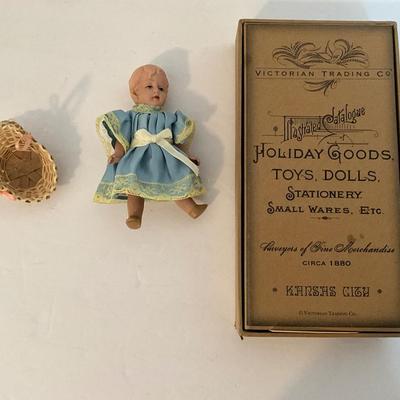 VICTORIAN TRADING CO
Illustrated Catalogue
HOLIDAY GOODS,
TOYS, DOLLS,
STATIONERY,
SMALL WARES, ETC.
Purveyors of Fine Merchandise
CIRCA 1880
KANSAS CITY
© VICTORIAN TRADING CO.